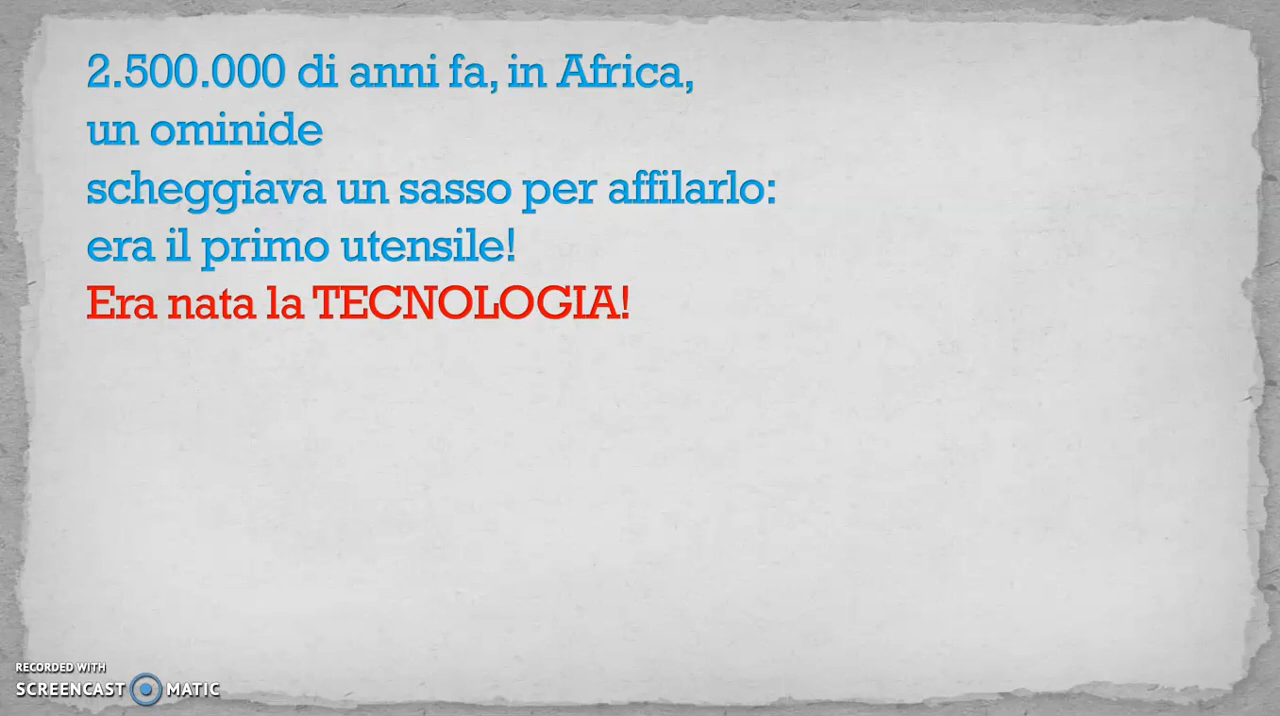 2.500.000 di anni fa, in Africa,
un ominide
scheggiava un sasso per affilarlo:
era il primo utensile!
Era nata la TECNOLOGIA!
RECORDED WITH
SCREENCAST MATIC